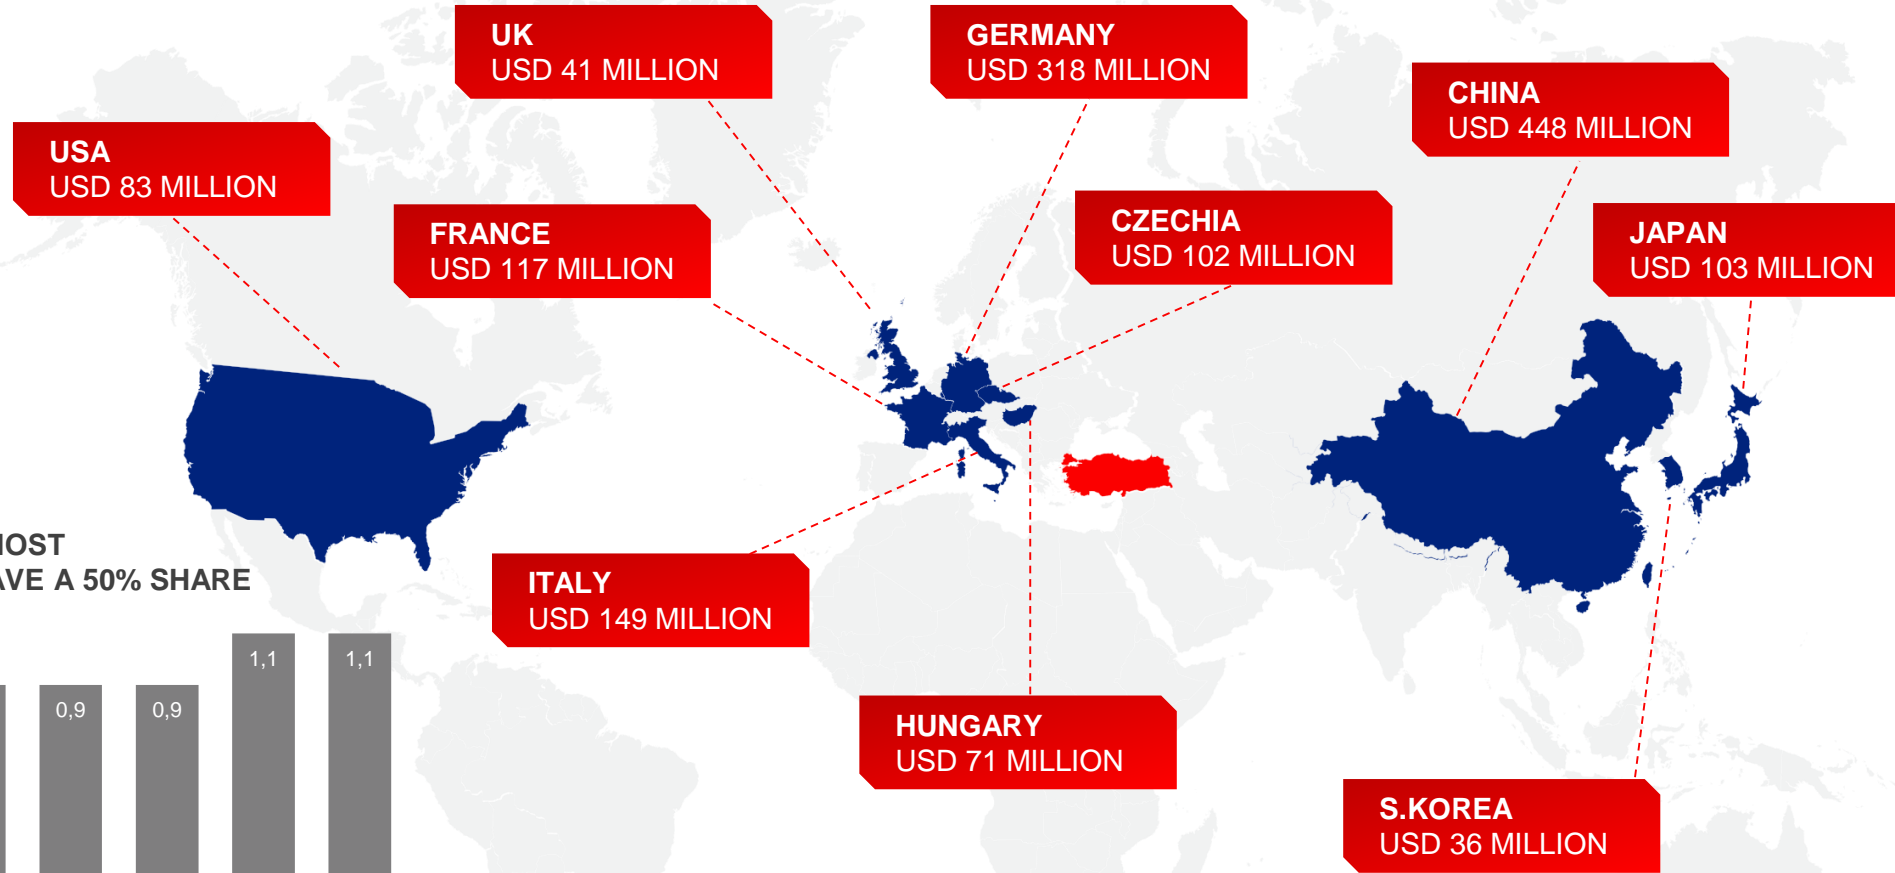 UK
USD 41 MILLION
GERMANY
USD 318 MILLION
CHINA
USD 448 MILLION
USA
USD 83 MILLION
FRANCE
USD 117 MILLION
CZECHIA
USD 102 MILLION
JAPAN
USD 103 MILLION
A 50% SHARE
ITALY
USD 149 MILLION
1,1
1,1
0,9
0,9
HUNGARY
USD 71 MILLION
S.KOREA
USD 36 MILLION